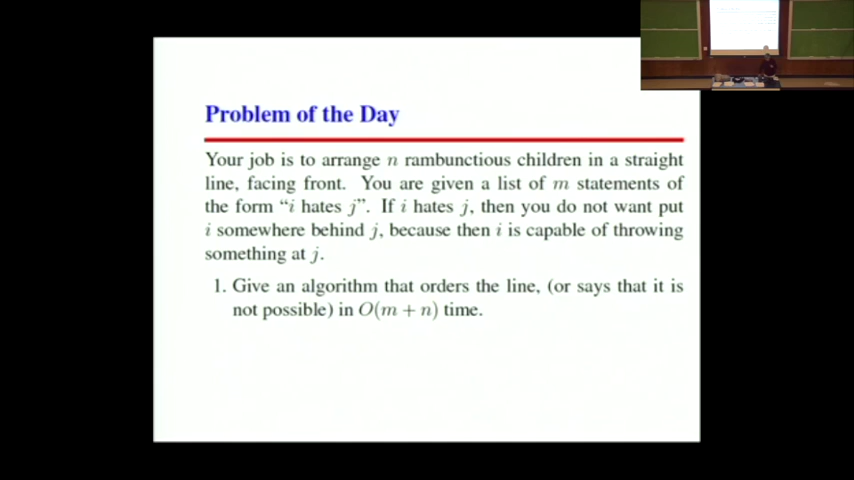 Problem of the Day
Your job is to arrange n rambunctious children in a straight
line, facing front. You are given a list of m statements of
the form “i hates j”. If i hates j, then you do not want put
i somewhere behind j, because then i is capable of throwing
something at j.
1. Give an algorithm that orders the line, (or says that it is
not possible) in O(m + n) time.